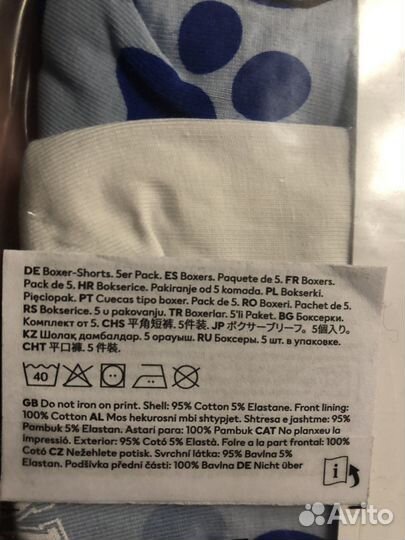 DE Boxer-Shorts. 5er Pack. ES Boxers. Paquete de 5. FR Boxers.
Pack de 5. HR Bokserice. Pakiranje od 5 komada. PL Bokserki.
Pięciopak. PT Cuecas tipo boxer. Pack de 5. RO Boxeri. Pachet de 5.
RS Bokserice. 5 u pakovanju. TR Boxerlar. 5'li Paket. BG Боксерки.
Комплект от 5. CHS 平角短裤。5件装。JP ボクサーブリーフ。5個入り。
KZ Шолақ дамбалдар. 5 орауыш. RU Боксеры. 5 шт. в упаковке.
CHT 平口褲。5 件裝。
40
GB Do not iron on print. Shell: 95% Cotton 5% Elastane. Front lining:
100% Cotton AL Mos hekurosni mbi shtypjet. Shtresa e jashtme: 95%
Pambuk 5% Elastan. Astari para: 100% Pambuk CAT No planxeu la
impressió. Exterior: 95% Cotó 5% Elastà. Folre a la part frontal: 100%
Cotó CZ Nežehlete potisk. Svrchní látka: 95% Bavlna 5%
Elastan. Podšívka přední části: 100% Bavlna DE Nicht über
i
Avito